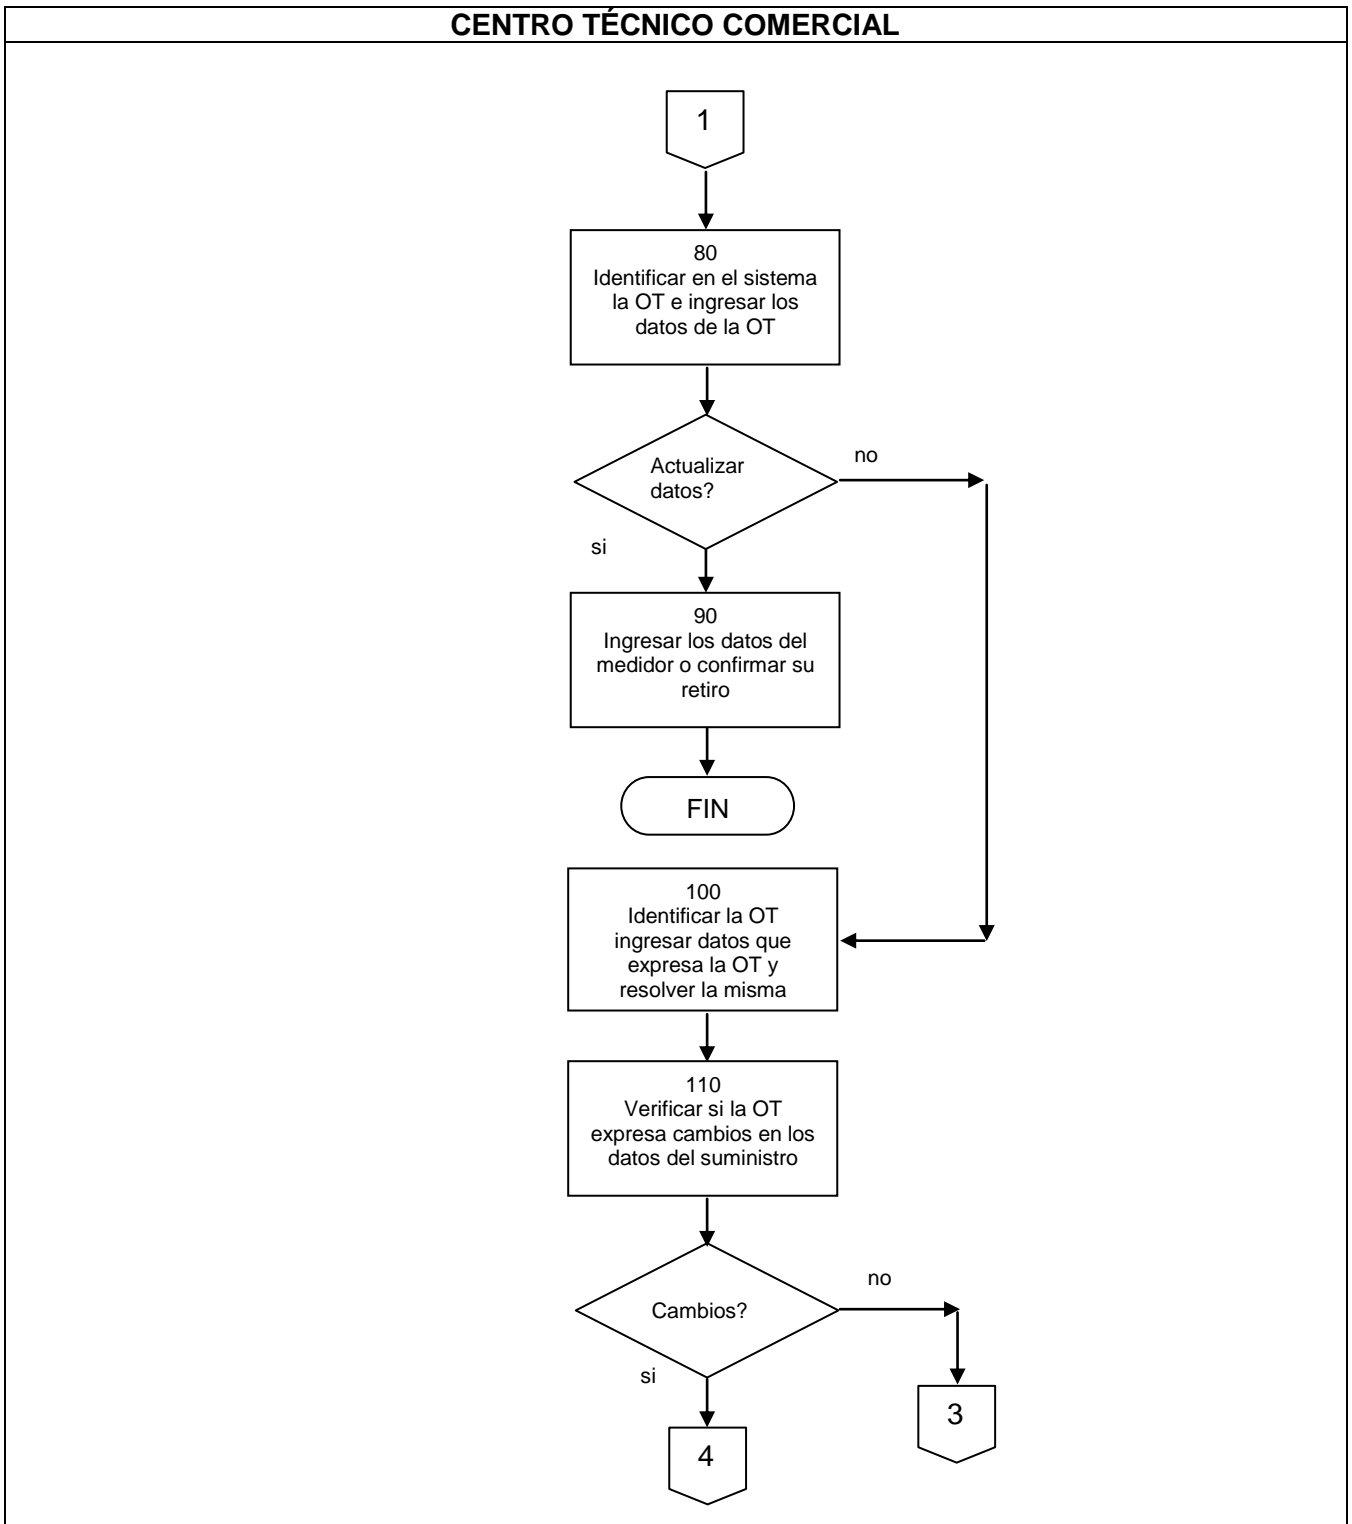 CENTRO TÉCNICO COMERCIAL
1
80
Identificar en el sistema
la OT e ingresar los
datos de la OT
Actualizar
datos?
no
si
90
Ingresar los datos del
medidor o confirmar su
retiro
FIN
100
Identificar la OT
ingresar datos que
expresa la OT y
resolver la misma
110
Verificar si la OT
expresa cambios en los
datos del suministro
Cambios?
no
si
3
4